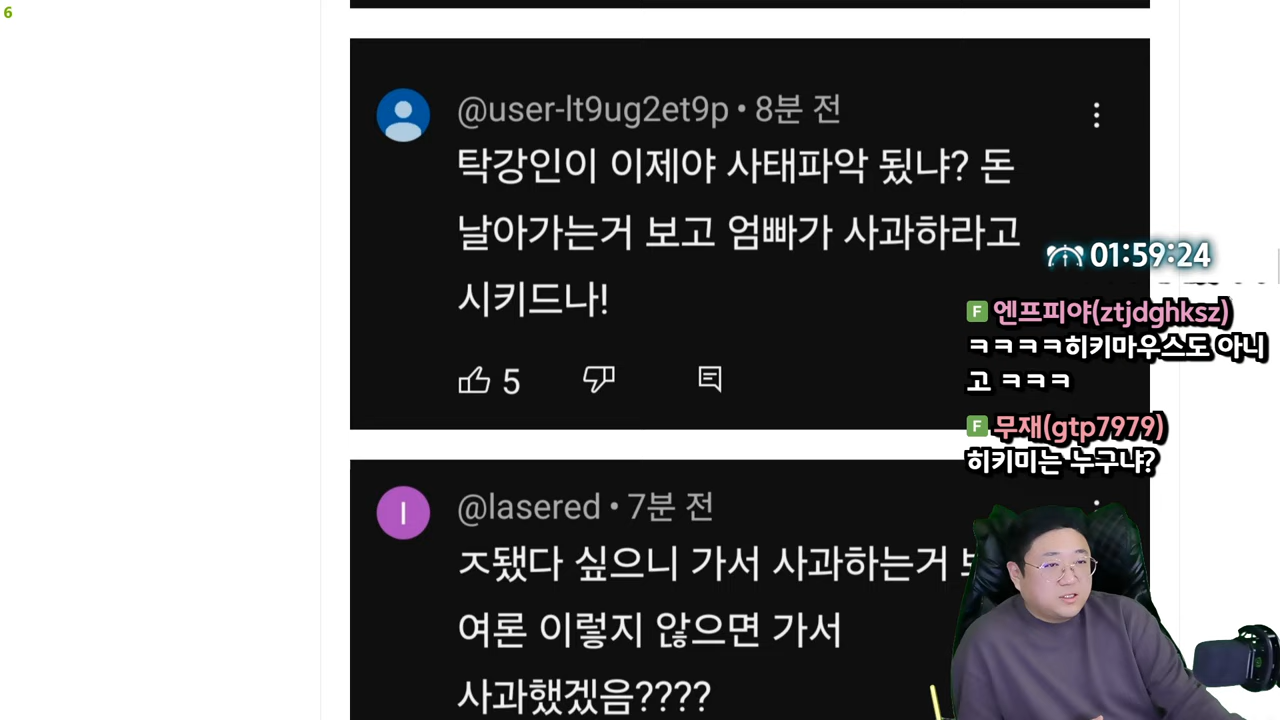 6
@user-lt9ug2et9p • 8분 전
탁강인이 이제야 사태파악 됬냐? 돈
날아가는거 보고 엄빠가 사과하라고
시키드나!
5
01:59:24
F 엔프피야(ztjdghksz)
ㅋㅋㅋㅋ히키마우스도 아니
고 ㅋㅋㅋ
F 무재(gtp7979)
히키미는 누구냐?
I
@lasered • 7분 전
ㅈ됐다 싶으니 가서 사과하는거
여론 이렇지 않으면 가서
사과했겠음????